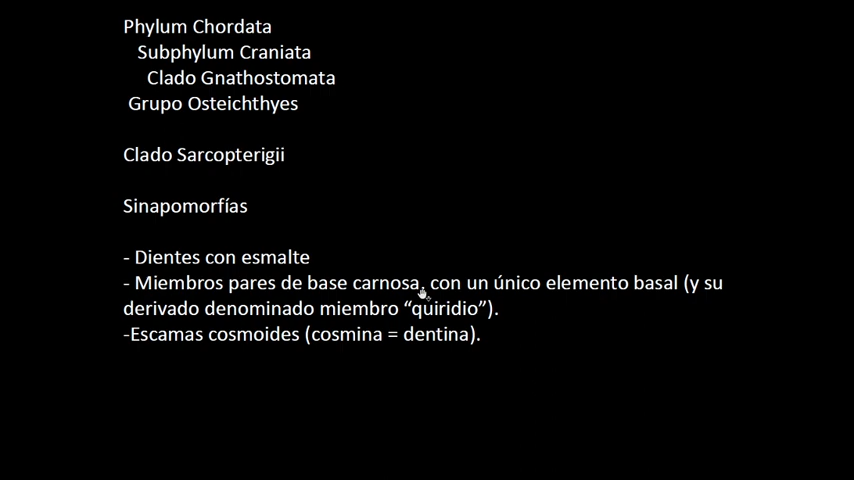 Phylum Chordata
Subphylum Craniata
Clado Gnathostomata
Grupo Osteichthyes
Clado Sarcopterigii
Sinapomorfías
- Dientes con esmalte
- Miembros pares de base carnosa, con un único elemento basal (y su
derivado denominado miembro “quiridio”).
-Escamas cosmoides (cosmina = dentina).